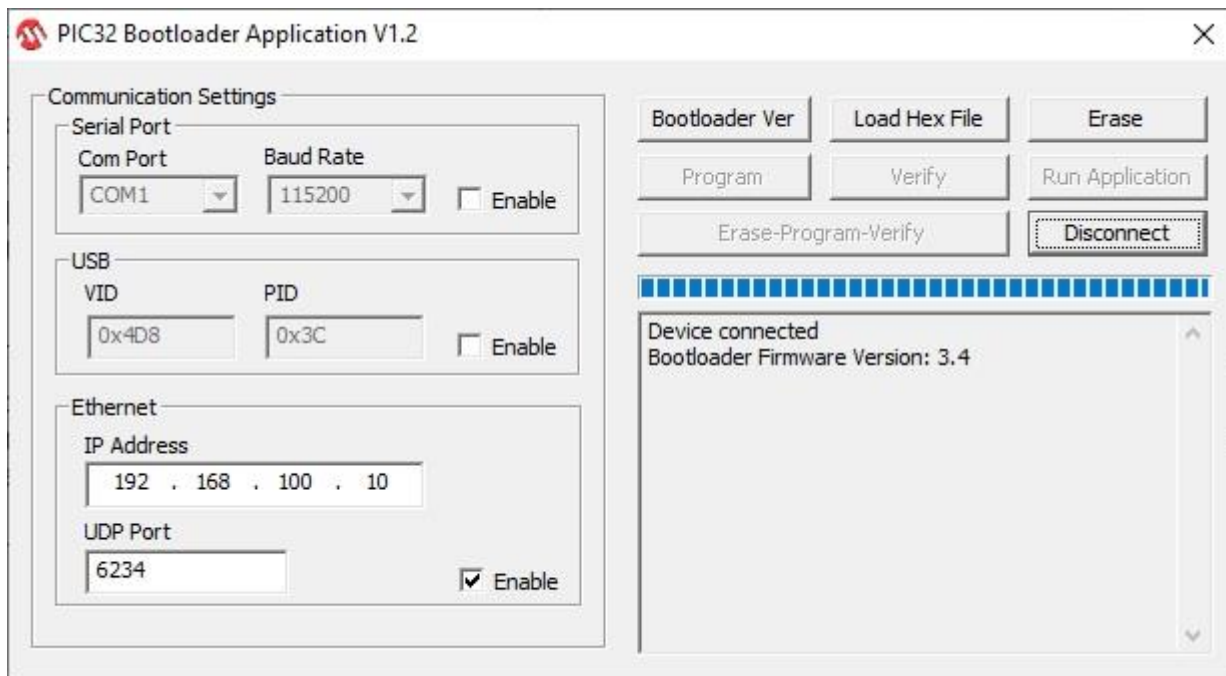 PIC32 Bootloader Application V1.2
Communication Settings
Serial Port
Com Port Baud Rate
COM1 115200 Enable
USB
VID PID
0x4D8 0x3C Enable
Ethernet
IP Address
192 . 168 . 100 . 10
UDP Port
6234 Enable
Bootloader Ver Load Hex File Erase
Program Verify Run Application
Erase-Program-Verify Disconnect
Device connected
Bootloader Firmware Version: 3.4